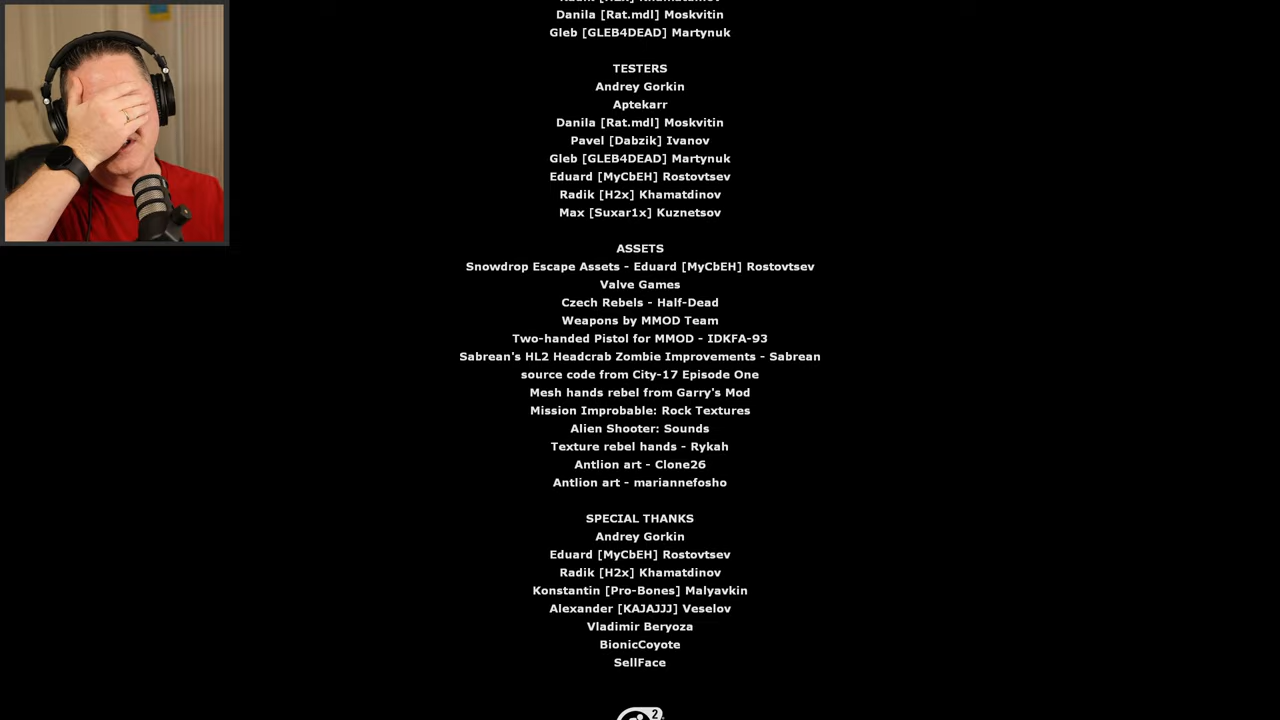 Danila [Rat.mdl] Moskvitin
Gleb [GLEB4DEAD] Martynuk
TESTERS
Andrey Gorkin
Aptekarr
Danila [Rat.mdl] Moskvitin
Pavel [Dabzik] Ivanov
Gleb [GLEB4DEAD] Martynuk
Eduard [MyCbEH] Rostovtsev
Radik [H2x] Khamatdinov
Max [Suxar1x] Kuznetsov
ASSETS
Snowdrop Escape Assets - Eduard [MyCbEH] Rostovtsev
Valve Games
Czech Rebels - Half-Dead
Weapons by MMOD Team
Two-handed Pistol for MMOD - IDKFA-93
Sabrean's HL2 Headcrab Zombie Improvements - Sabrean
source code from City-17 Episode One
Mesh hands rebel from Garry's Mod
Mission Improbable: Rock Textures
Alien Shooter: Sounds
Texture rebel hands - Rykah
Antlion art - Clone26
Antlion art - mariannefosho
SPECIAL THANKS
Andrey Gorkin
Eduard [MyCbEH] Rostovtsev
Radik [H2x] Khamatdinov
Konstantin [Pro-Bones] Malyavkin
Alexander [KAJAJJJ] Veselov
Vladimir Beryoza
BionicCoyote
SellFace
2